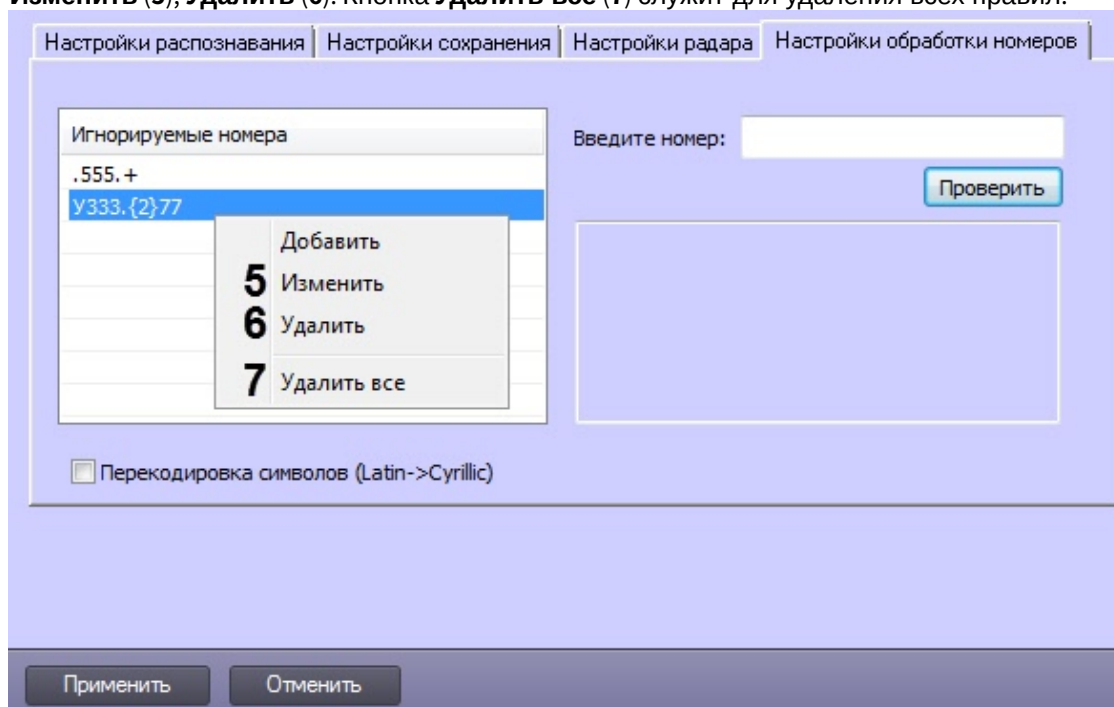 Изменить (5), Удалить (6). Кнопка Удалить все (7) служит для удаления всех правил.
Настройки распознавания Настройки сохранения Настройки радара Настройки обработки номеров
Игнорируемые номера
Введите номер:
.555.+
Проверить
У333.{2}77
Добавить
5 Изменить
6 Удалить
7 Удалить все
Перекодировка символов (Latin->Cyrillic)
Применить Отменить